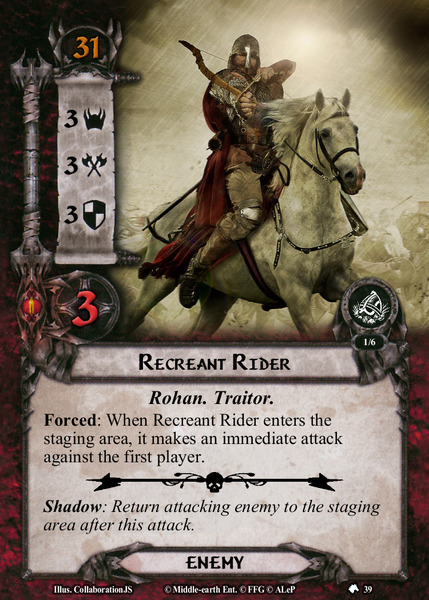 31
3
3
3
3
1/6
RECREANT RIDER
Rohan. Traitor.
Forced: When Recreant Rider enters the
staging area, it makes an immediate attack
against the first player.
Shadow: Return attacking enemy to the staging
area after this attack.
ENEMY
Illus. CollaborationJS © Middle-earth Ent. © FFG © ALeP 39